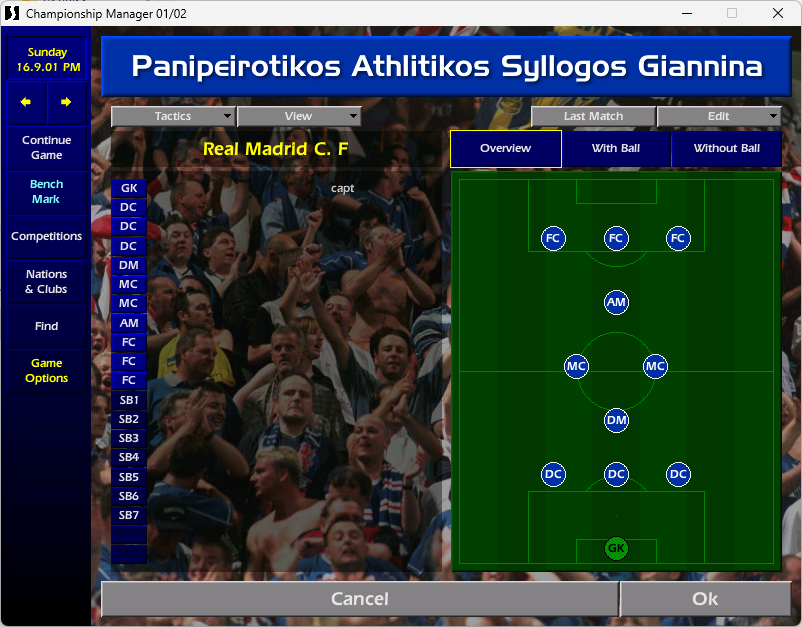 Championship Manager 01/02
Sunday
16.9.01 PM
Continue
Game
Bench
Mark
Competitions
Nations
& Clubs
Find
Game
Options
Panipeirotikos Athlitikos Syllogos Giannina
Tactics
View
Last Match
Edit
Real Madrid C. F
Overview
With Ball
Without Ball
GK
capt
DC
DC
DC
DM
MC
MC
AM
FC
FC
FC
SB1
SB2
SB3
SB4
SB5
SB6
SB7
FC FC FC
AM
MC MC
DM
DC DC DC
GK
Cancel
Ok